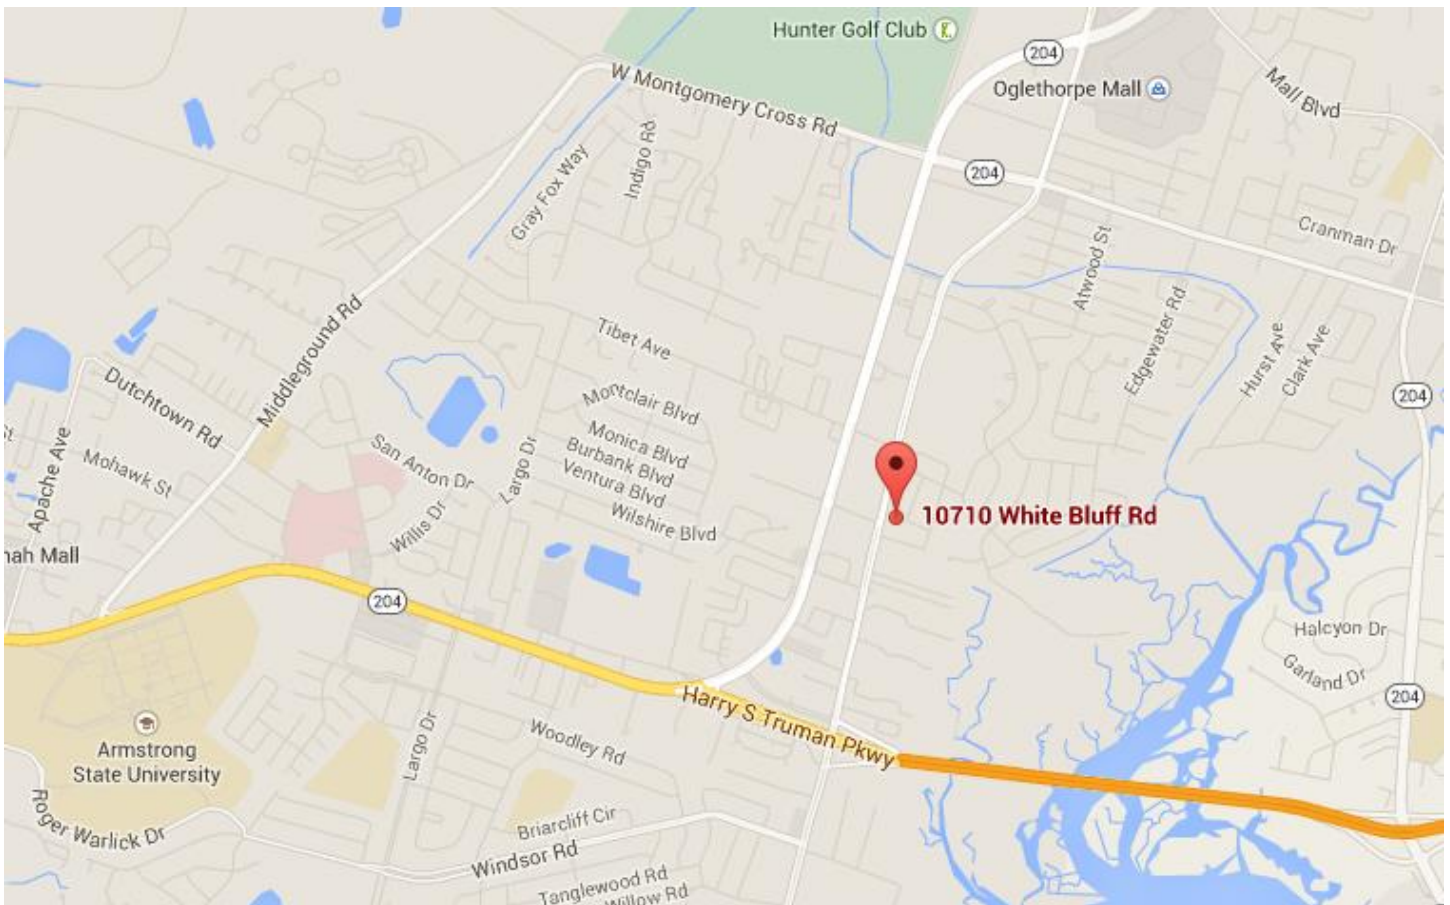 Hunter Golf Club
204
Oglethorpe Mall
Mall Blvd
W Montgomery Cross Rd
Indigo Rd
Gray Fox Way
204
Cranman Dr
Atwood St
Edgewater Rd
Hurst Ave
Clark Ave
Tibet Ave
Middleground Rd
Dutchtown Rd
Montclair Blvd
204
Monica Blvd
Burbank Blvd
Ventura Blvd
Wilshire Blvd
San Anton Dr
Largo Dr
Willis Dr
Mohawk St
Apache Ave
St
nah Mall
10710 White Bluff Rd
204
Halcyon Dr
Garland Dr
204
Harry S Truman Pkwy
Armstrong
State University
Largo Dr
Woodley Rd
Roger Warlick Dr
Briarcliff Cir
Windsor Rd
Tanglewood Rd
Willow Rd